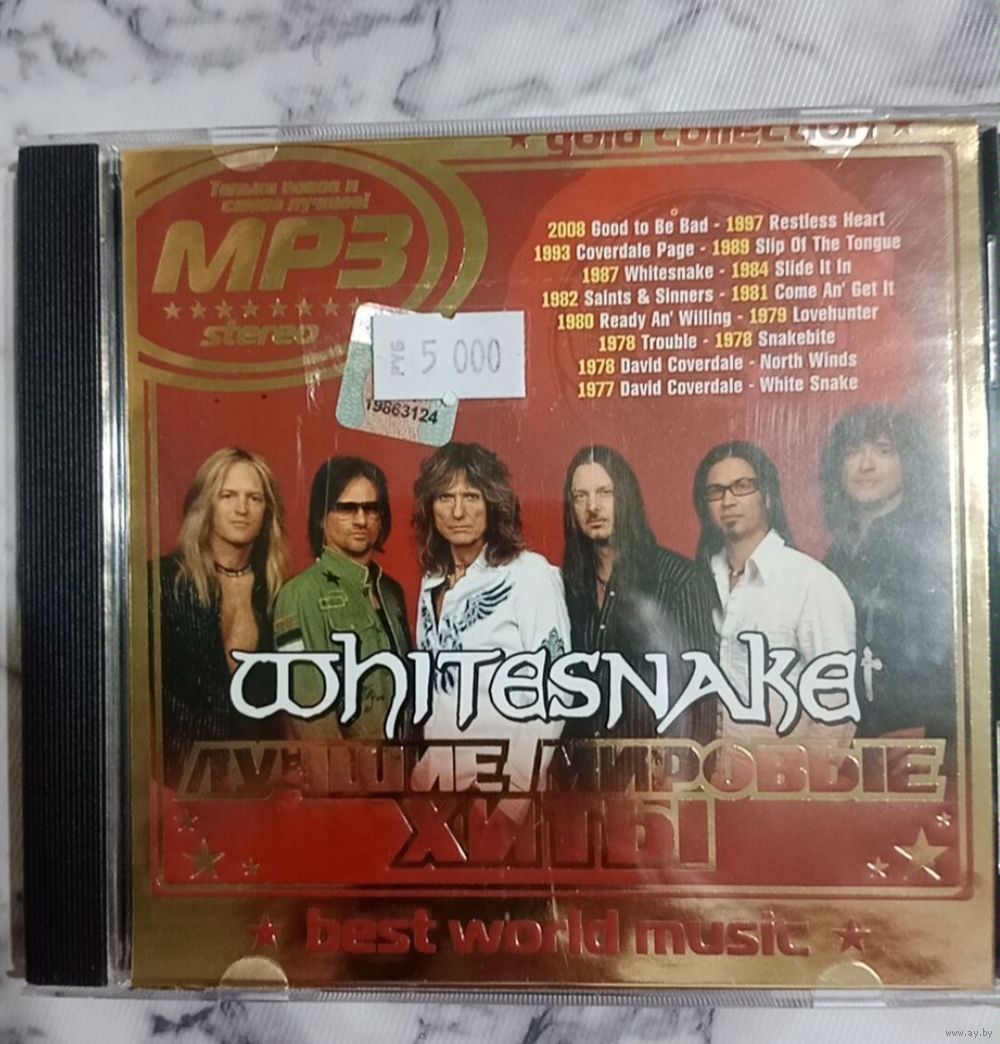 ★ gold collection ★
Только новое и
самое лучшее!
MP3
stereo
2008 Good to Be Bad - 1997 Restless Heart
1993 Coverdale Page - 1989 Slip Of The Tongue
1987 Whitesnake - 1984 Slide It In
1982 Saints & Sinners - 1981 Come An' Get It
1980 Ready An' Willing - 1979 Lovehunter
1978 Trouble - 1978 Snakebite
1978 David Coverdale - North Winds
1977 David Coverdale - White Snake
РУБ 5 000
19863124
WHITESNAKE
ЛУЧШИЕ МИРОВЫЕ
ХИТЫ
★ best world music ★
www.ay.by